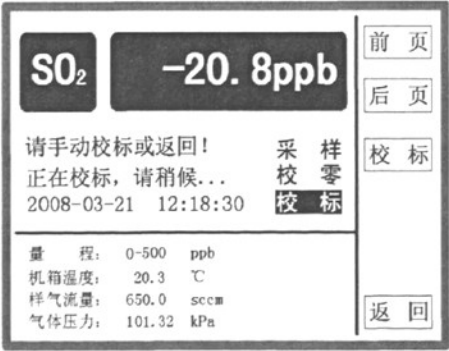 SO₂ -20.8ppb
请手动校标或返回！
正在校标，请稍候...
2008-03-21 12:18:30
采 样
校 零
校 标
量 程： 0-500 ppb
机箱温度： 20.3 ℃
样气流量： 650.0 sccm
气体压力： 101.32 kPa
前 页
后 页
校 标
返 回